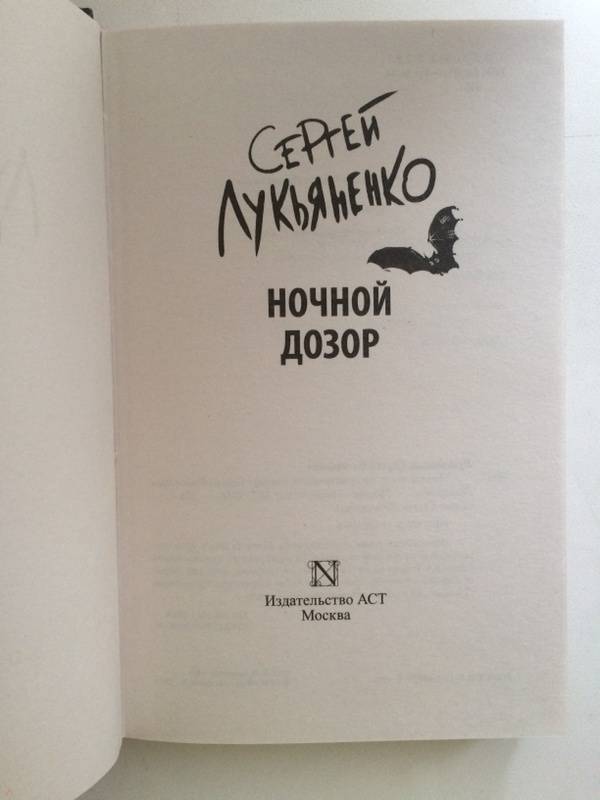 СЕРГЕЙ
ЛУКЬЯНЕНКО
НОЧНОЙ
ДОЗОР
N
Издательство АСТ
Москва